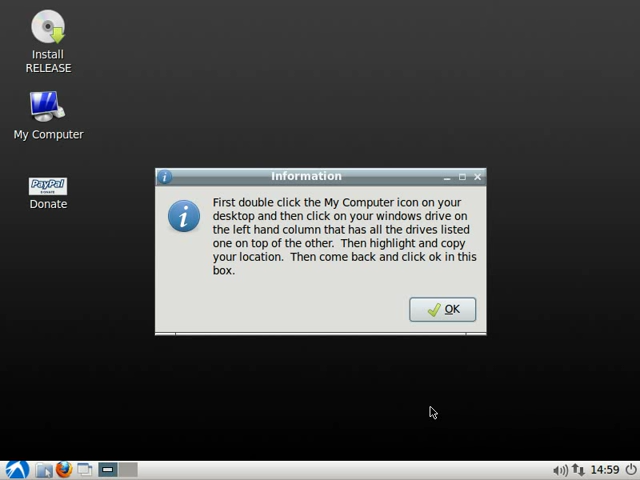 Install
RELEASE
My Computer
PayPal
Donate
Information
First double click the My Computer icon on your
desktop and then click on your windows drive on
the left hand column that has all the drives listed
one on top of the other.  Then highlight and copy
your location.  Then come back and click ok in this
box.
OK
14:59